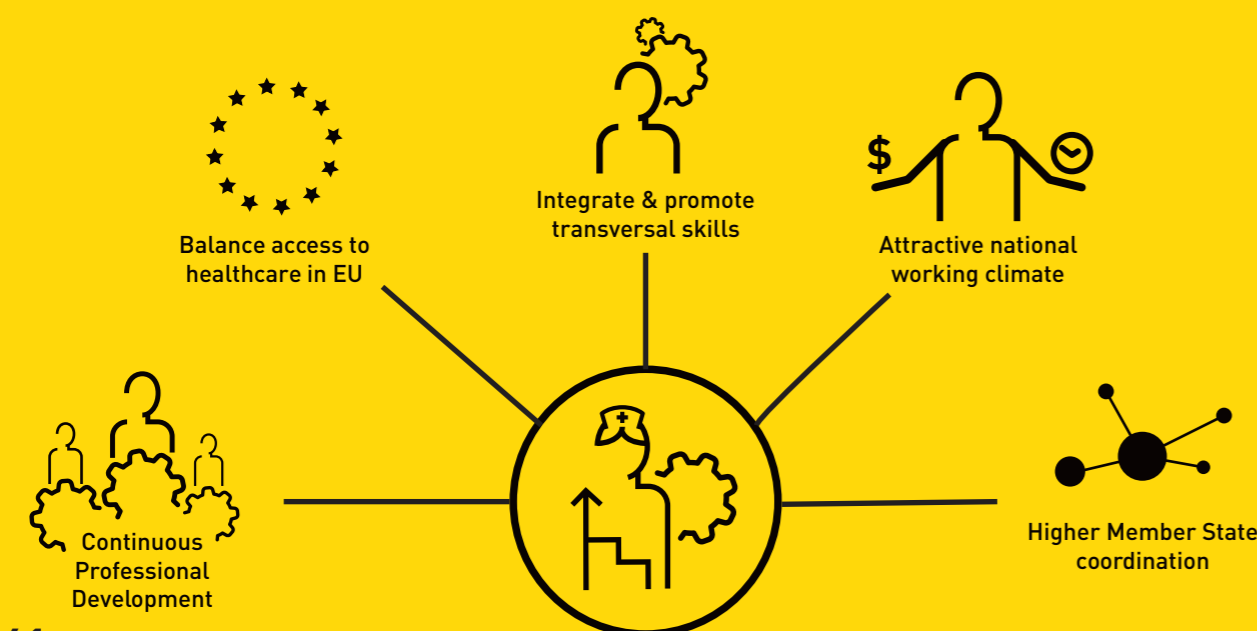 Integrate & promote
transversal skills
Balance access to
healthcare in EU
$
Attractive national
working climate
Continuous
Professional
Development
Higher Member State
coordination